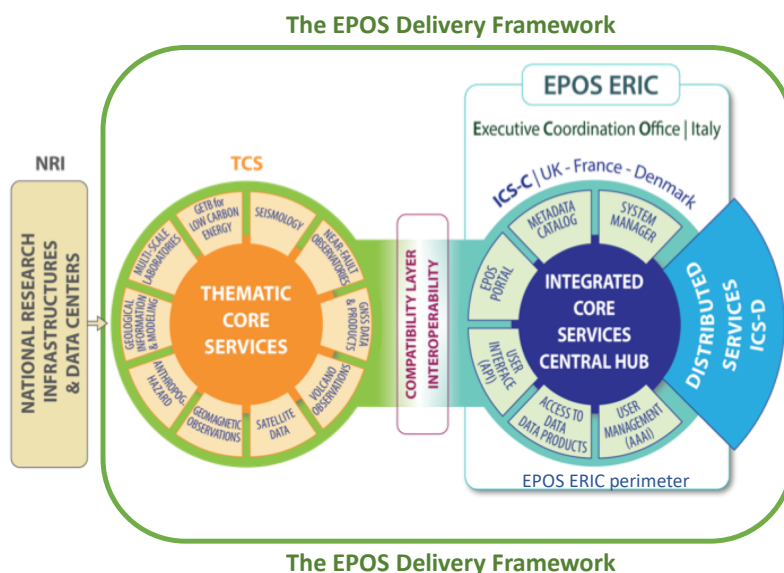 The EPOS Delivery Framework
EPOS ERIC
Executive Coordination Office | Italy
NRI
NATIONAL RESEARCH
INFRASTRUCTURES
& DATA CENTERS
TCS
GETB for
LOW CARBON
ENERGY
SEISMOLOGY
NEAR-FAULT
OBSERVATORIES
GNSS DATA
& PRODUCTS
VOLCANO
OBSERVATIONS
SATELLITE
DATA
GEOMAGNETIC
OBSERVATIONS
ANTHROPOG.
HAZARD
GEOLOGICAL
INFORMATION
& MODELING
MULTI-SCALE
LABORATORIES
THEMATIC
CORE
SERVICES
COMPATIBILITY LAYER
INTEROPERABILITY
ICS-C | UK - France - Denmark
METADATA
CATALOG
SYSTEM
MANAGER
EPOS
PORTAL
USER
INTERFACE
(API)
ACCESS TO
DATA
DATA PRODUCTS
USER
MANAGEMENT
(AAAI)
INTEGRATED
CORE
SERVICES
CENTRAL HUB
DISTRIBUTED
SERVICES
ICS-D
EPOS ERIC perimeter
The EPOS Delivery Framework